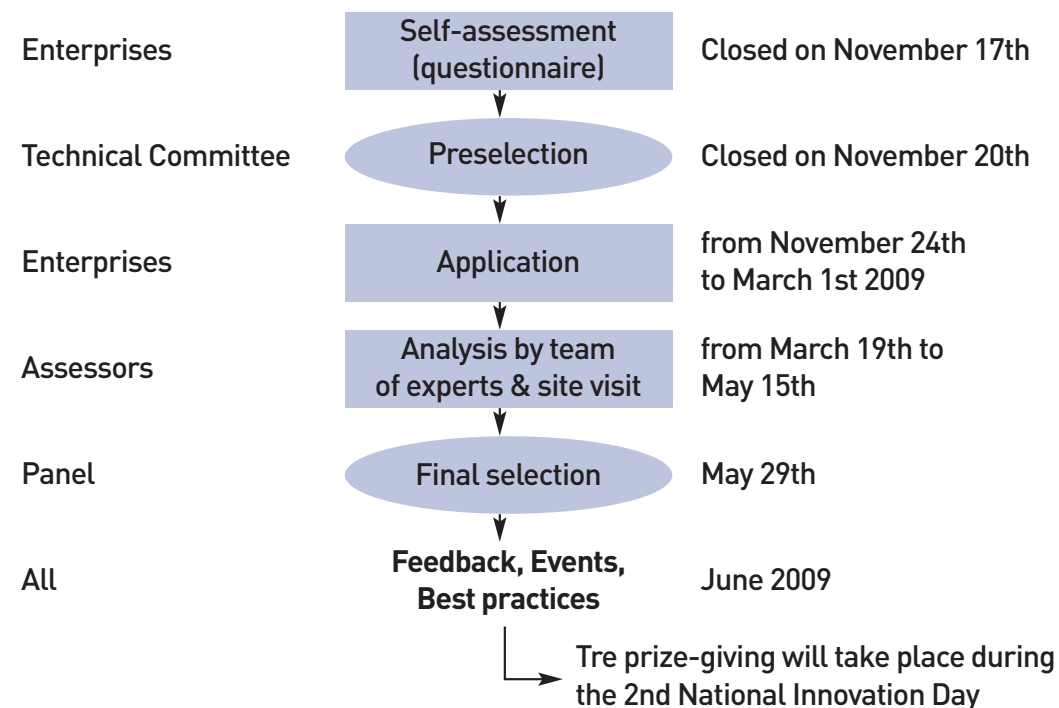 Enterprises
Self-assessment
(questionnaire)
Closed on November 17th
Technical Committee
Preselection
Closed on November 20th
Enterprises
Application
from November 24th
to March 1st 2009
Assessors
Analysis by team
of experts & site visit
from March 19th to
May 15th
Panel
Final selection
May 29th
All
Feedback, Events,
Best practices
June 2009
Tre prize-giving will take place during
the 2nd National Innovation Day